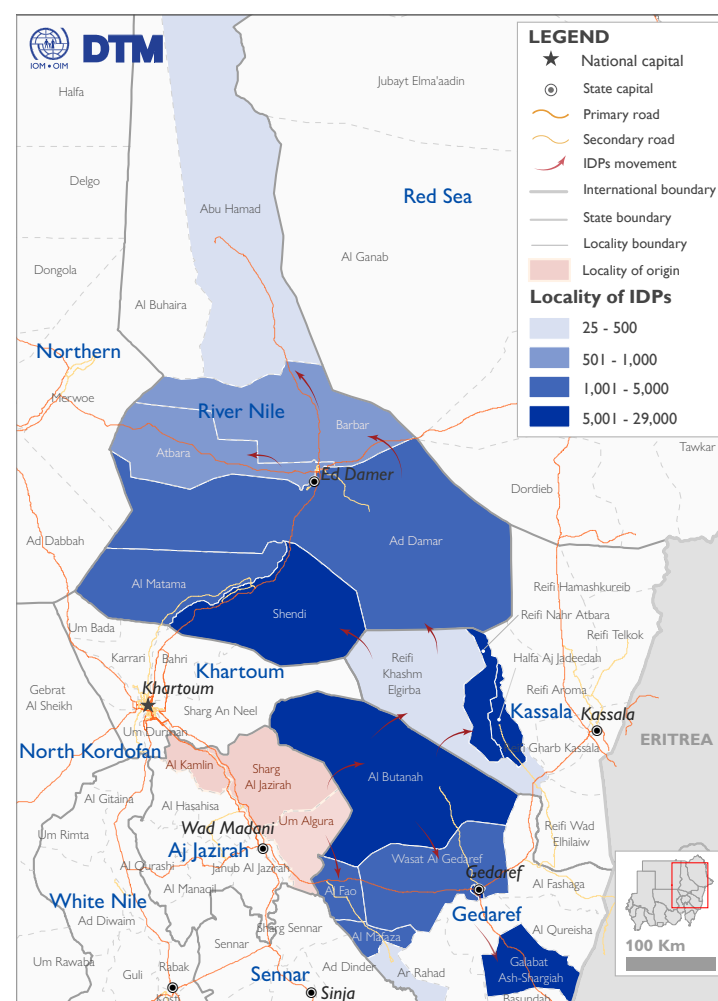 IOM • OIM
DTM
LEGEND
National capital
State capital
Primary road
Secondary road
IDPs movement
International boundary
State boundary
Locality boundary
Locality of origin
Locality of IDPs
25 - 500
501 - 1,000
1,001 - 5,000
5,001 - 29,000
Halfa
Jubayt Elma'aadin
Delgo
Red Sea
Abu Hamad
Al Ganab
Dongola
Al Buhaira
Northern
Merwoe
River Nile
Barbar
Atbara
Tawkar
Ed Damer
Dordieb
Ad Dabbah
Ad Damar
Al Matama
Reifi Hamashkureib
Shendi
Reifi Nahr Atbara
Um Bada
Reifi Telkok
Karrari
Bahri
Khartoum
Reifi
Khashm
Elgirba
Halfa Aj Jadeedah
Gebrat
Al Sheikh
Khartoum
Reifi Aroma
Sharg An Neel
Kassala
Kassala
Um Durman
ERITREA
North Kordofan
Gharb Kassala
Al Kamlin
Sharg
Al Jazirah
Al Butanah
Al Gitaina
Al Hasahisa
Um Algura
Um Rimta
Wad Madani
Reifi Wad
Elhilaiw
Aj Jazirah
Wasat Al Gedaref
Al Qurashi
Janub Al Jazirah
Gedaref
Al Manaqil
Al Fao
Al Fashaga
White Nile
Gedaref
Ad Diwaim
Sharg Sennar
Al Qureisha
Sennar
Al Mafaza
100 Km
Um Rawaba
Guli
Rabak
Sennar
Ad Dinder
Ar Rahad
Galabat
Ash-Shargiah
Kosti
Sinja
Basundah